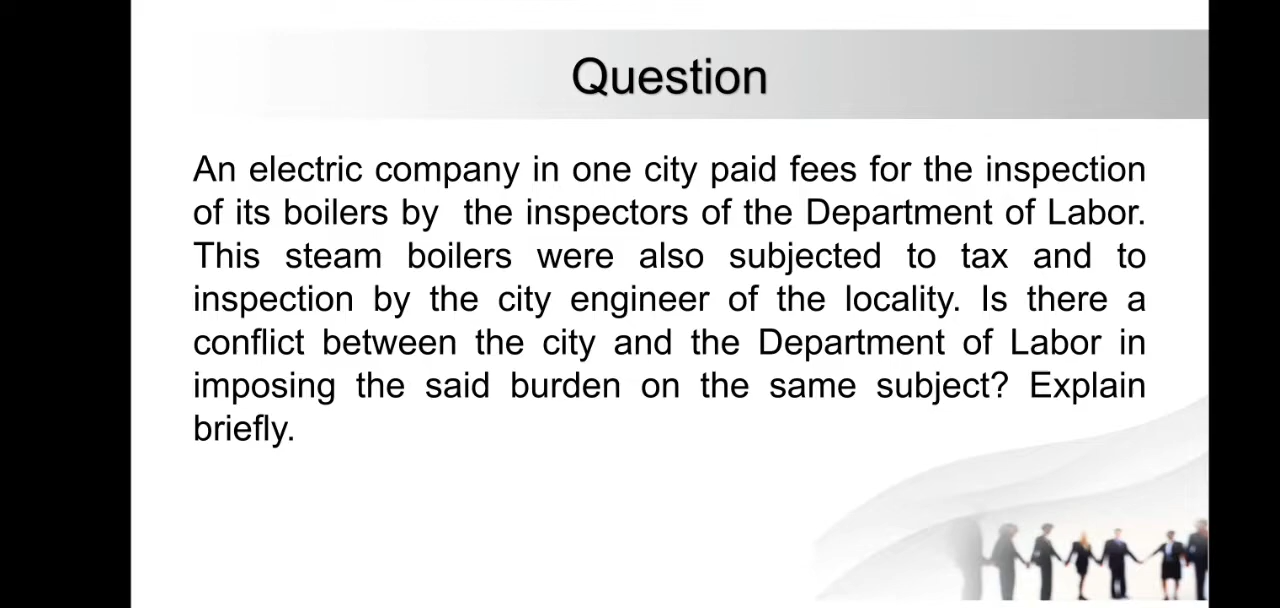 Question
An electric company in one city paid fees for the inspection
of its boilers by the inspectors of the Department of Labor.
This steam boilers were also subjected to tax and to
inspection by the city engineer of the locality. Is there a
conflict between the city and the Department of Labor in
imposing the said burden on the same subject? Explain
briefly.